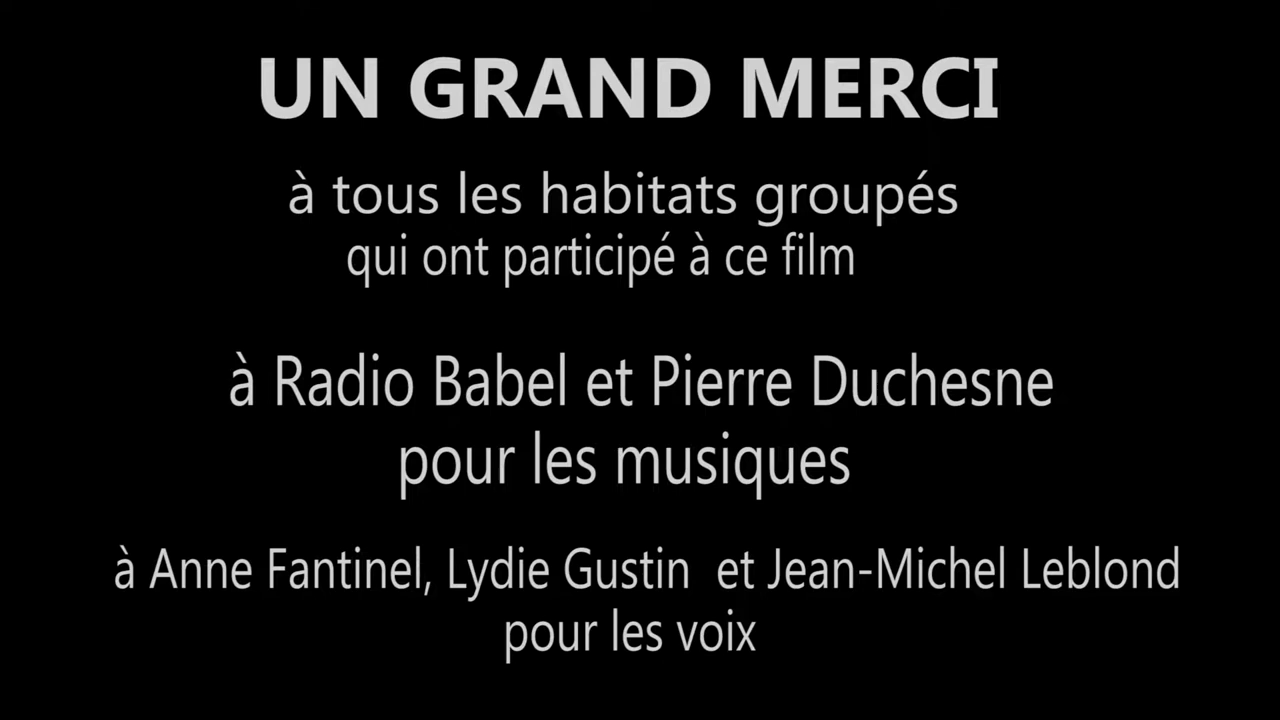 UN GRAND MERCI
à tous les habitats groupés
qui ont participé à ce film
à Radio Babel et Pierre Duchesne
pour les musiques
à Anne Fantinel, Lydie Gustin et Jean-Michel Leblond
pour les voix